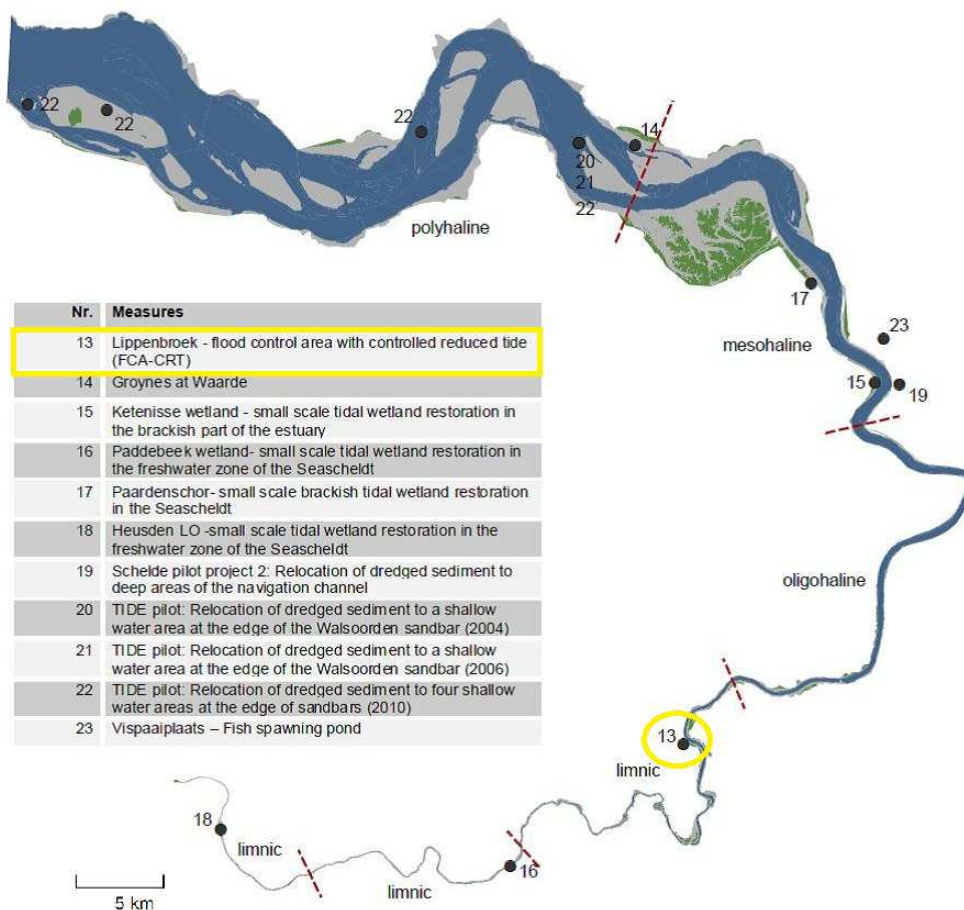 22
22
22
14
20
21
22
polyhaline
17
23
mesohaline
15
19
Nr. Measures
13 Lippenbroek - flood control area with controlled reduced tide
(FCA-CRT)
14 Groynes at Waarde
15 Ketenisse wetland - small scale tidal wetland restoration in
the brackish part of the estuary
16 Paddebeek wetland- small scale tidal wetland restoration in
the freshwater zone of the Seascheldt
17 Paardenschor- small scale brackish tidal wetland restoration
in the Seascheldt
18 Heusden LO -small scale tidal wetland restoration in the
freshwater zone of the Seascheldt
19 Schelde pilot project 2: Relocation of dredged sediment to
deep areas of the navigation channel
20 TIDE pilot: Relocation of dredged sediment to a shallow
water area at the edge of the Walsoorden sandbar (2004)
21 TIDE pilot: Relocation of dredged sediment to a shallow
water area at the edge of the Walsoorden sandbar (2006)
22 TIDE pilot: Relocation of dredged sediment to four shallow
water areas at the edge of sandbars (2010)
23 Vispaaiplaats – Fish spawning pond
oligohaline
13
limnic
18
limnic
16
limnic
5 km